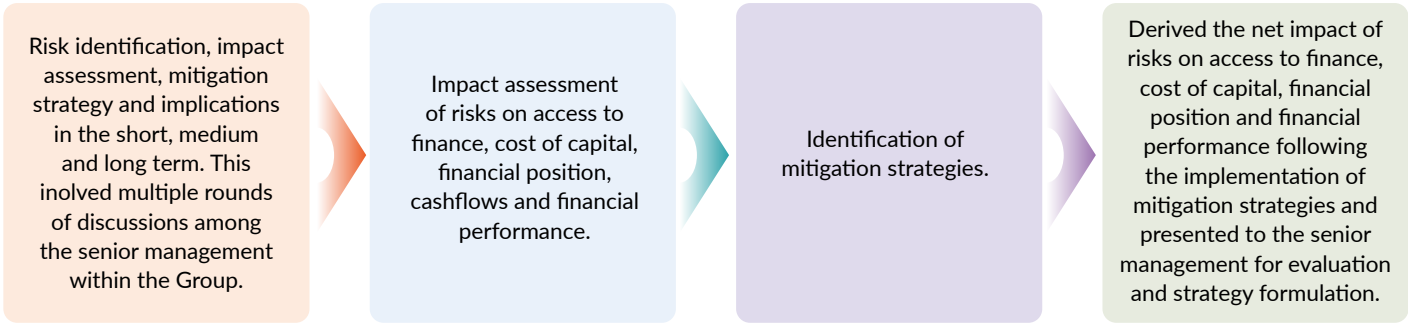 Risk identification, impact
assessment, mitigation
strategy and implications
in the short, medium
and long term. This
inolved multiple rounds
of discussions among
the senior management
within the Group.
Impact assessment
of risks on access to
finance, cost of capital,
financial position,
cashflows and financial
performance.
Identification of
mitigation strategies.
Derived the net impact of
risks on access to finance,
cost of capital, financial
position and financial
performance following
the implementation of
mitigation strategies and
presented to the senior
management for evaluation
and strategy formulation.